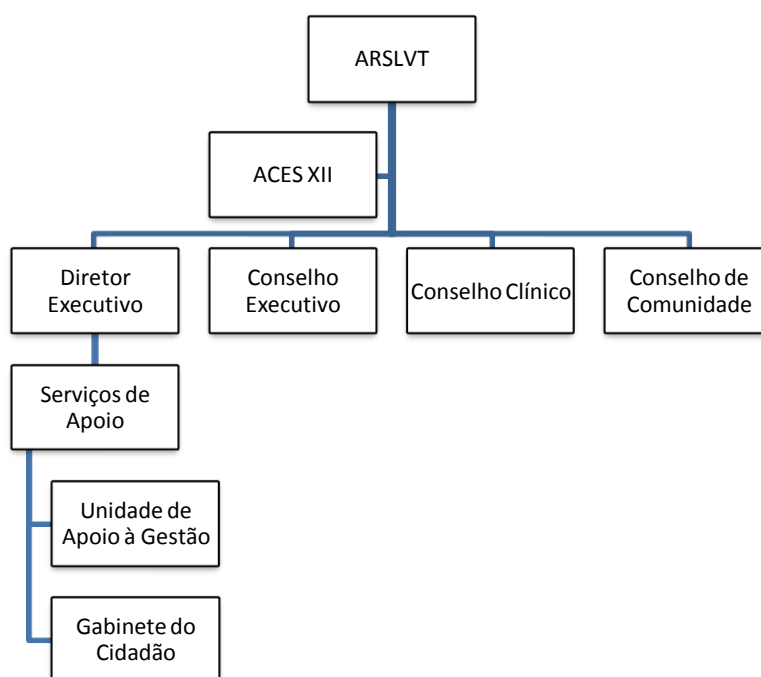 ARSLVT
ACES XII
Diretor
Executivo
Conselho
Executivo
Conselho Clínico
Conselho de
Comunidade
Serviços de
Apoio
Unidade de
Apoio à Gestão
Gabinete do
Cidadão